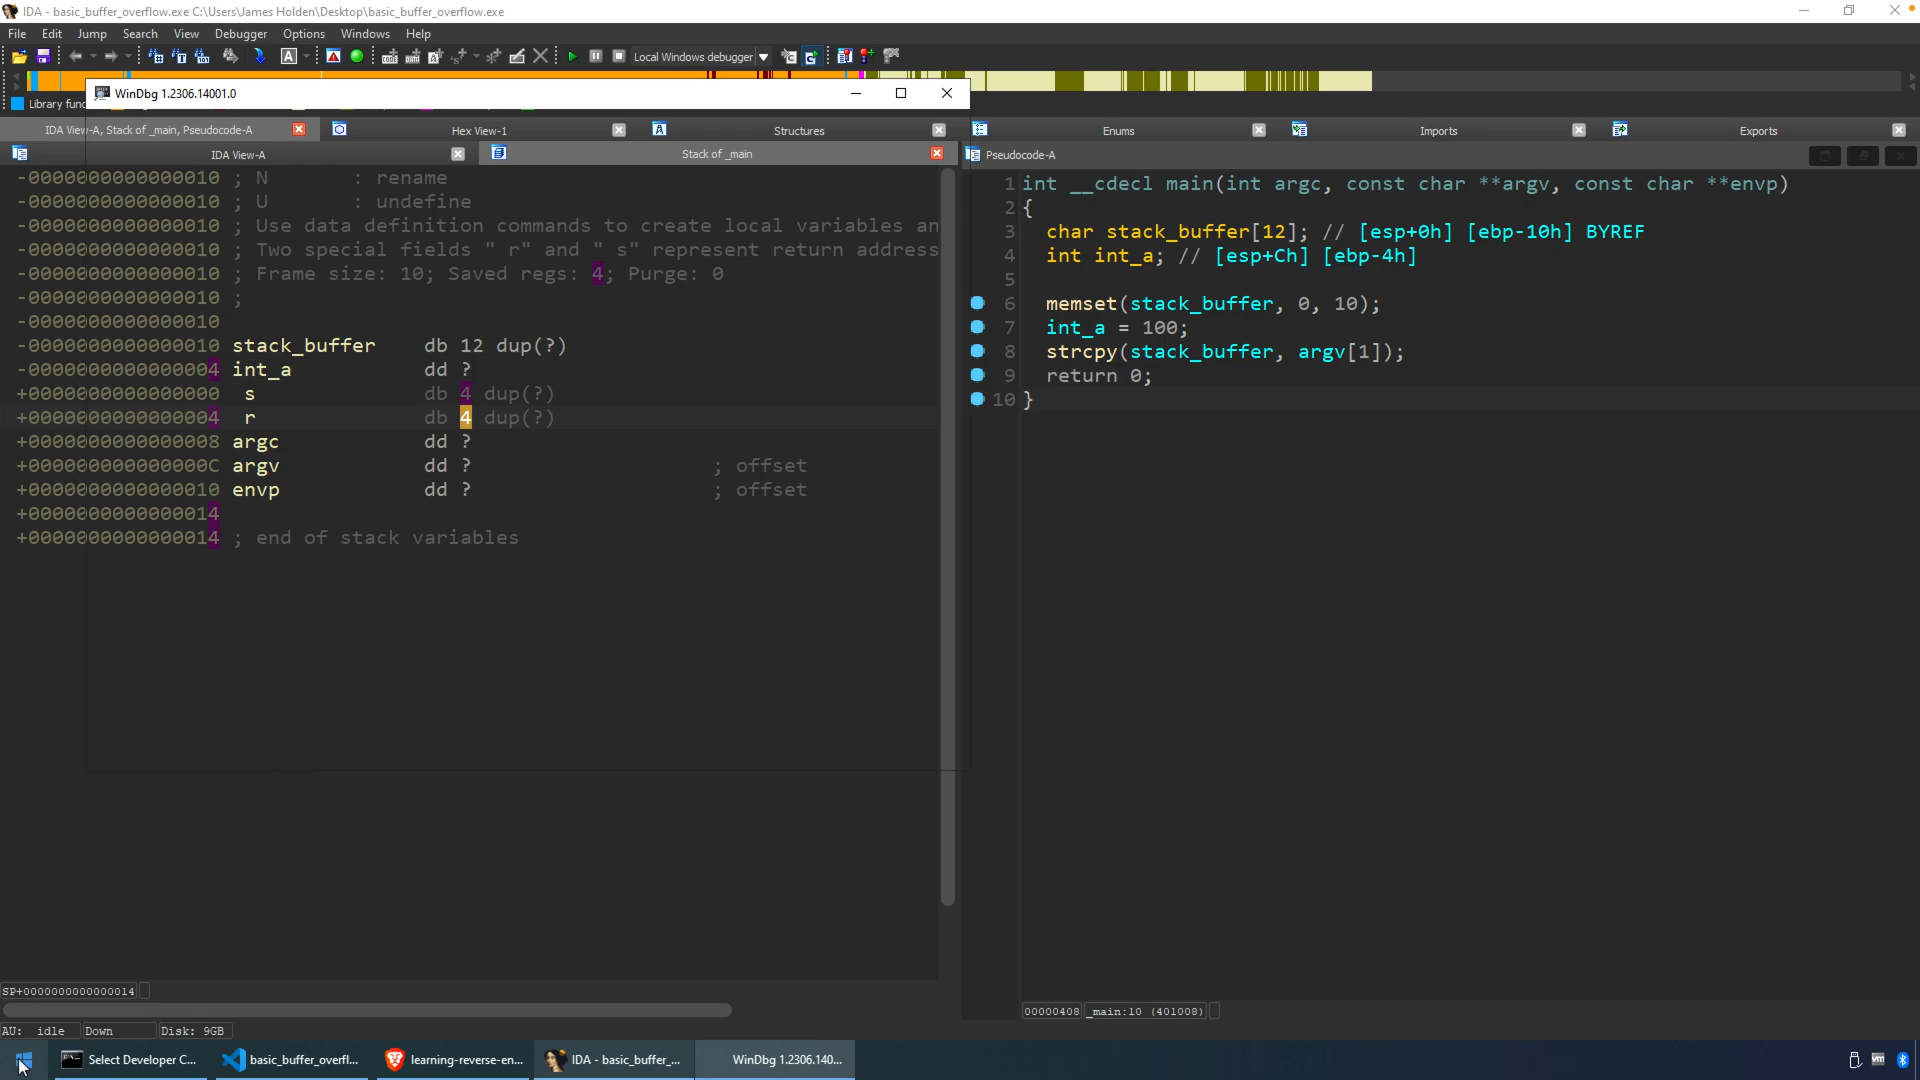 IDA - basic_buffer_overflow.exe C:\Users\James Holden\Desktop\basic_buffer_overflow.exe
File Edit Jump Search View Debugger Options Windows Help
Local Windows debugger
WinDbg 1.2306.14001.0
Library func
IDA View-A, Stack of _main, Pseudocode-A Hex View-1 Structures Enums Imports Exports
IDA View-A Stack of _main Pseudocode-A
-0000000000000010 ; N : rename
-0000000000000010 ; U : undefine
-0000000000000010 ; Use data definition commands to create local variables an
-0000000000000010 ; Two special fields " r" and " s" represent return address
-0000000000000010 ; Frame size: 10; Saved regs: 4; Purge: 0
-0000000000000010 ;
-0000000000000010
-0000000000000010 stack_buffer db 12 dup(?)
-0000000000000004 int_a dd ?
+0000000000000000 s db 4 dup(?)
+0000000000000004 r db 4 dup(?)
+0000000000000008 argc dd ?
+000000000000000C argv dd ? ; offset
+0000000000000010 envp dd ? ; offset
+0000000000000014
+0000000000000014 ; end of stack variables
SP+0000000000000014
1 int __cdecl main(int argc, const char **argv, const char **envp)
2 {
3 char stack_buffer[12]; // [esp+0h] [ebp-10h] BYREF
4 int int_a; // [esp+Ch] [ebp-4h]
5
6 memset(stack_buffer, 0, 10);
7 int_a = 100;
8 strcpy(stack_buffer, argv[1]);
9 return 0;
10 }
00000408 _main:10 (401008)
AU: idle Down Disk: 9GB
Select Developer C... basic_buffer_overfl... learning-reverse-en... IDA - basic_buffer_... WinDbg 1.2306.140...